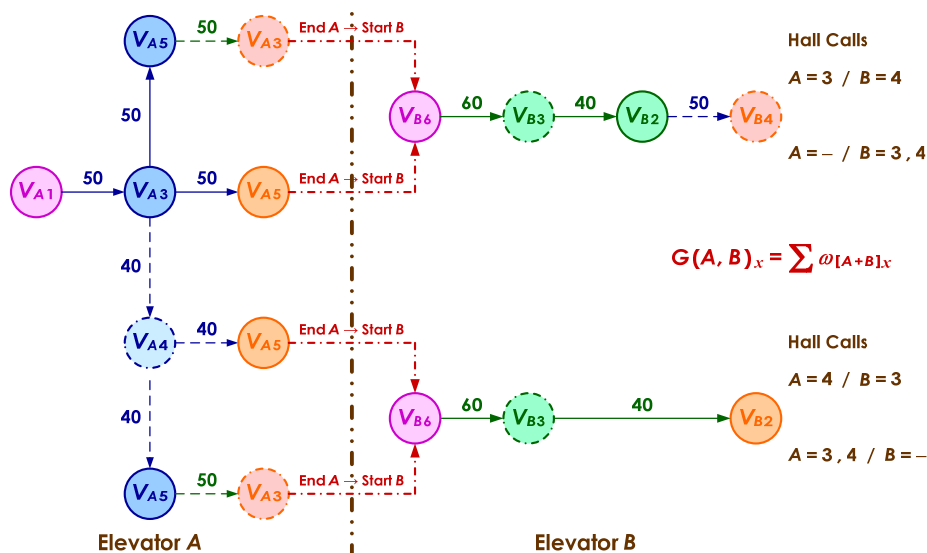 50
V_A5
V_A3
End A → Start B
Hall Calls
A = 3 / B = 4
50
60
40
50
V_B6
V_B3
V_B2
V_B4
A = – / B = 3 , 4
50
50
V_A1
V_A3
V_A5
End A → Start B
40
G(A, B)_x = ∑ ω_[A+B]x
40
V_A4
V_A5
End A → Start B
Hall Calls
A = 4 / B = 3
40
60
40
V_B6
V_B3
V_B2
A = 3 , 4 / B = –
50
V_A5
V_A3
End A → Start B
Elevator A
Elevator B